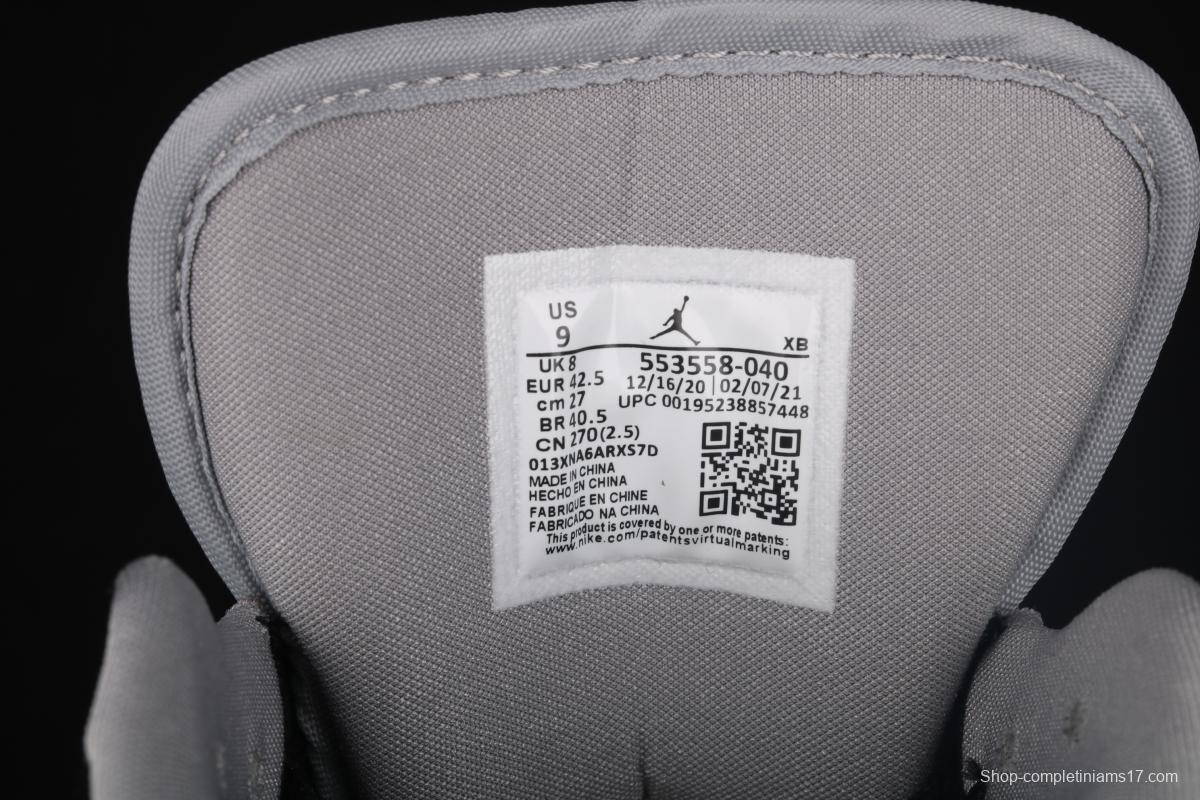 US
9
XB
UK 8
EUR 42.5
cm 27
BR 40.5
CN 270(2.5)
553558-040
12/16/20 | 02/07/21
UPC 00195238857448
013XNA6ARXS7D
MADE IN CHINA
HECHO EN CHINA
FABRIQUE EN CHINE
FABRICADO NA CHINA
This product is covered by one or more patents:
www.nike.com/patentsvirtualmarking
Shop-completiniams17.com